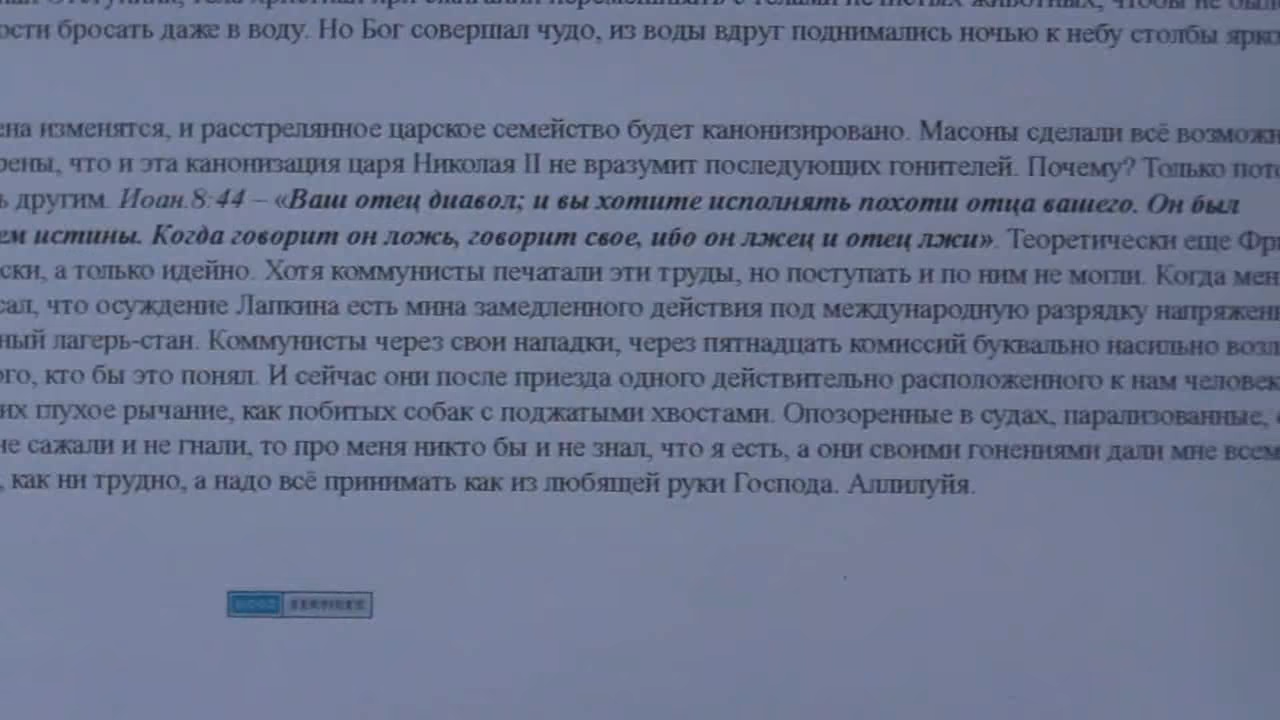 ости бросать даже в воду. Но Бог совершал чудо, из воды вдруг поднимались ночью к небу столбы ярко
ена изменятся, и расстрелянное царское семейство будет канонизировано. Масоны сделали всё возможн
рены, что и эта канонизация царя Николая II не вразумит последующих гонителей. Почему? Только пото
ь другим. Иоан.8:44 – «Ваш отец диавол; и вы хотите исполнять похоти отца вашего. Он был
ем истины. Когда говорит он ложь, говорит свое, ибо он лжец и отец лжи». Теоретически еще Фри
ски, а только идейно. Хотя коммунисты печатали эти труды, но поступать и по ним не могли. Когда мен
сал, что осуждение Лапкина есть мина замедленного действия под международную разрядку напряжени
ный лагерь-стан. Коммунисты через свои нападки, через пятнадцать комиссий буквально насильно возл
ого, кто бы это понял. И сейчас они после приезда одного действительно расположенного к нам человек
их глухое рычание, как побитых собак с поджатыми хвостами. Опозоренные в судах, парализованные,
не сажали и не гнали, то про меня никто бы и не знал, что я есть, а они своими гонениями дали мне всем
, как ни трудно, а надо всё принимать как из любящей руки Господа. Аллилуйя.
SERVICES